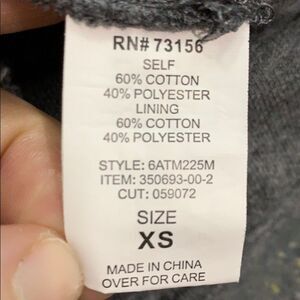 RN# 73156
SELF
60% COTTON
40% POLYESTER
LINING
60% COTTON
40% POLYESTER
STYLE: 6ATM225M
ITEM: 350693-00-2
CUT: 059072
SIZE
XS
MADE IN CHINA
OVER FOR CARE